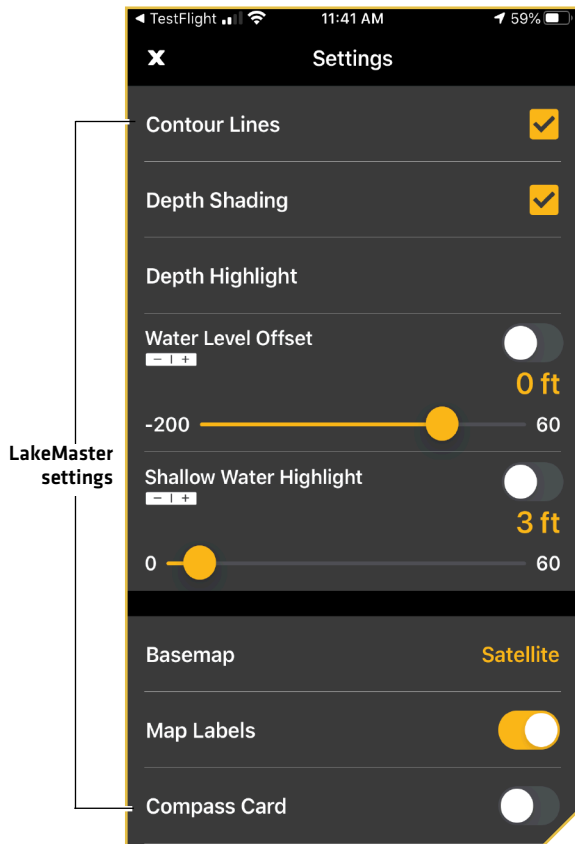 TestFlight 11:41 AM 59%
X Settings
Contour Lines
Depth Shading
Depth Highlight
Water Level Offset
− | +
0 ft
-200 60
LakeMaster
settings
Shallow Water Highlight
− | +
3 ft
0 60
Basemap Satellite
Map Labels
Compass Card